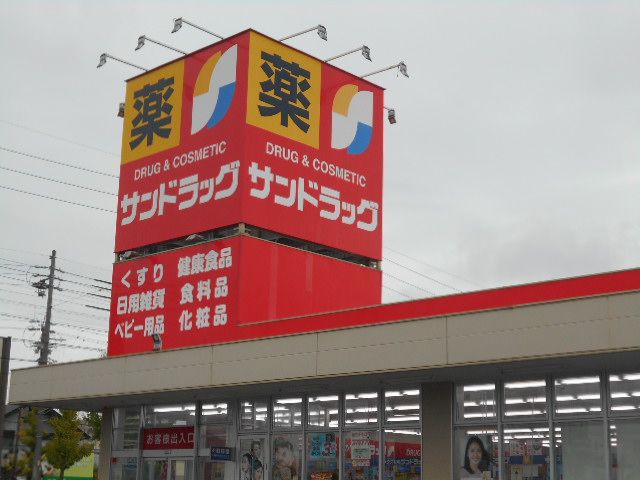 薬
DRUG & COSMETIC
サンドラッグ
薬
DRUG & COSMETIC
サンドラッグ
くすり 健康食品
日用雑貨 食料品
ベビー用品 化粧品
お客様出入口